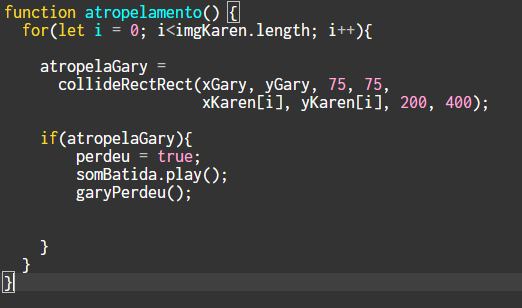 function atropelamento() {
for(let i = 0; i<imgKaren.length; i++){
atropelaGary =
collideRectRect(xGary, yGary, 75, 75,
xKaren[i], yKaren[i], 200, 400);
if(atropelaGary){
perdeu = true;
somBatida.play();
garyPerdeu();
}
}
}